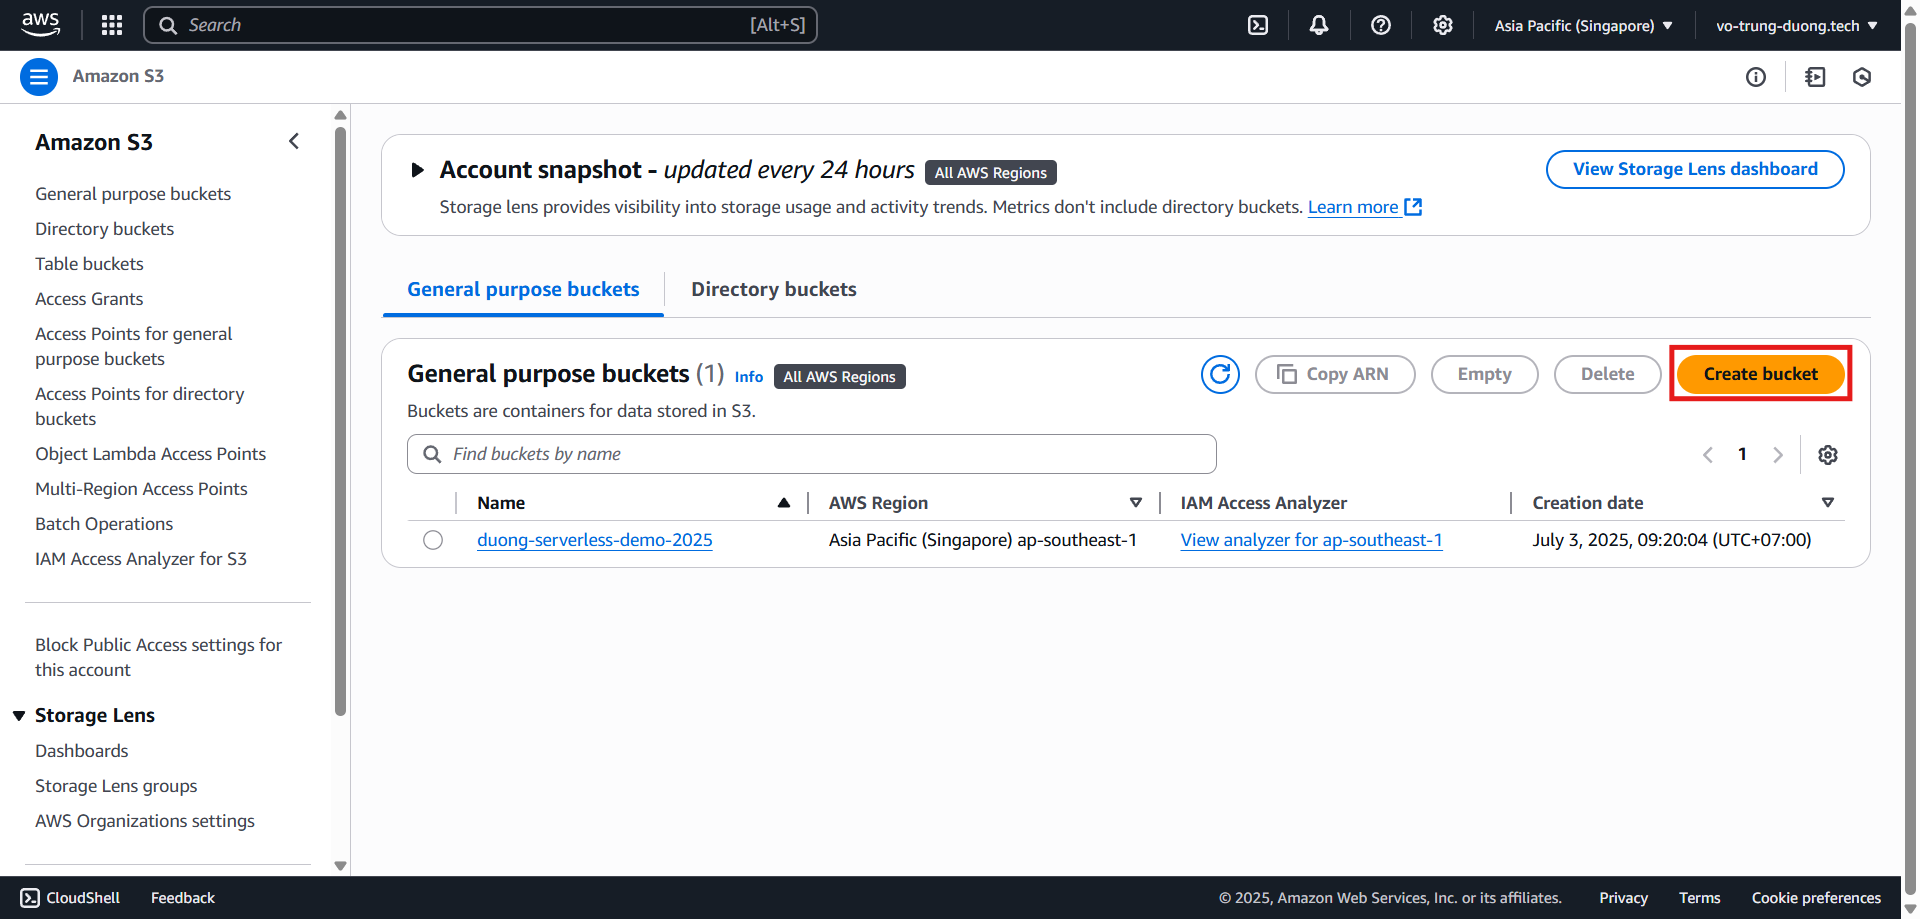 aws
Search [Alt+S]
Asia Pacific (Singapore)
vo-trung-duong.tech
Amazon S3
Amazon S3
General purpose buckets
Directory buckets
Table buckets
Access Grants
Access Points for general
purpose buckets
Access Points for directory
buckets
Object Lambda Access Points
Multi-Region Access Points
Batch Operations
IAM Access Analyzer for S3
Block Public Access settings for
this account
Storage Lens
Dashboards
Storage Lens groups
AWS Organizations settings
Account snapshot - updated every 24 hours All AWS Regions
View Storage Lens dashboard
Storage lens provides visibility into storage usage and activity trends. Metrics don't include directory buckets. Learn more
General purpose buckets
Directory buckets
General purpose buckets (1) Info All AWS Regions
Copy ARN
Empty
Delete
Create bucket
Buckets are containers for data stored in S3.
Find buckets by name
1
Name AWS Region IAM Access Analyzer Creation date
duong-serverless-demo-2025 Asia Pacific (Singapore) ap-southeast-1 View analyzer for ap-southeast-1 July 3, 2025, 09:20:04 (UTC+07:00)
CloudShell Feedback © 2025, Amazon Web Services, Inc. or its affiliates. Privacy Terms Cookie preferences